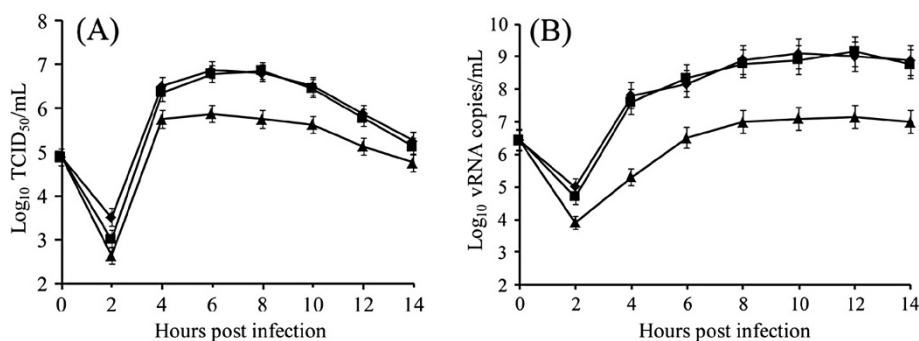 (A)
Log₁₀ TCID₅₀/mL
8
7
6
5
4
3
2
0 2 4 6 8 10 12 14
Hours post infection
(B)
Log₁₀ vRNA copies/mL
10
9
8
7
6
5
4
3
2
0 2 4 6 8 10 12 14
Hours post infection